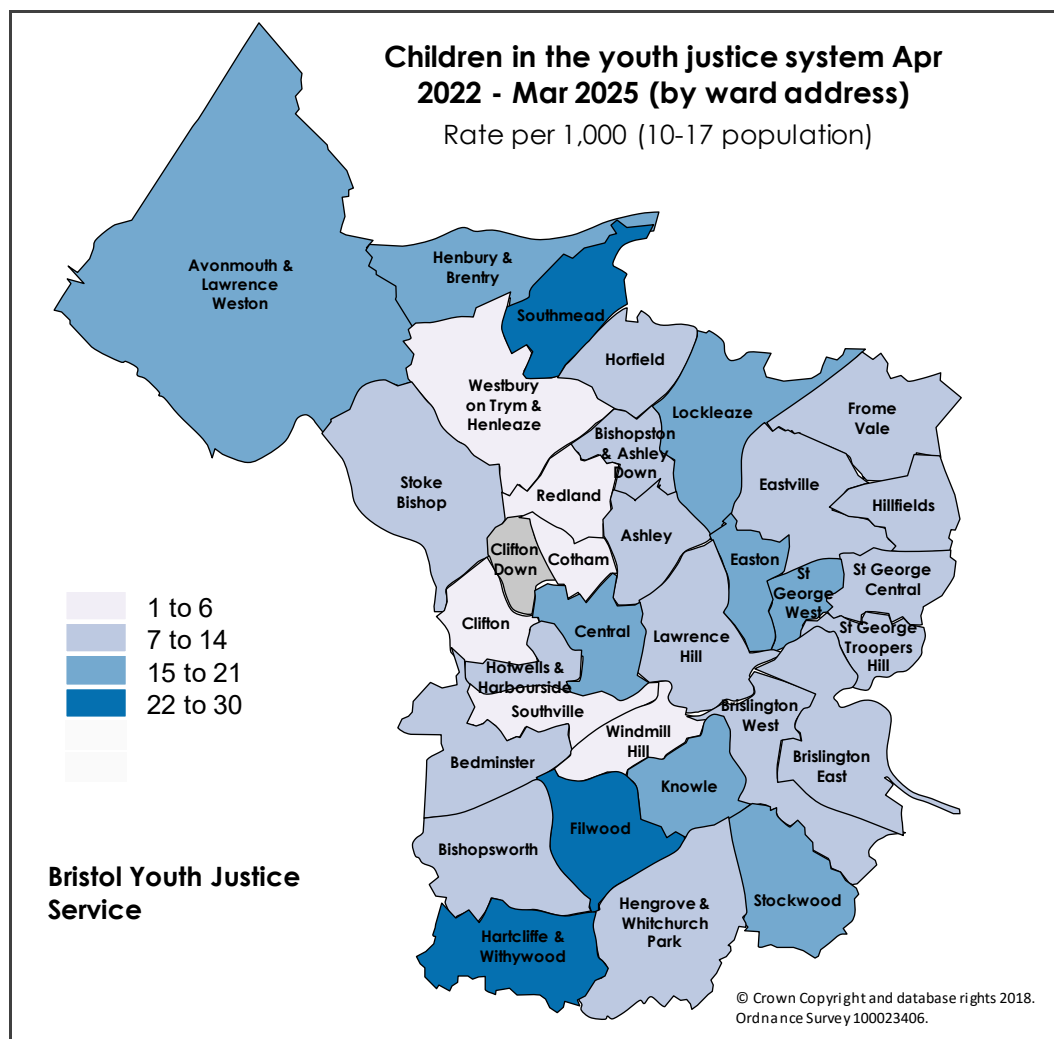 Children in the youth justice system Apr
2022 - Mar 2025 (by ward address)
Rate per 1,000 (10-17 population)
Avonmouth &
Lawrence
Weston
Henbury &
Brentry
Southmead
Horfield
Westbury
on Trym &
Henleaze
Lockleaze
Frome
Vale
Bishopston
& Ashley
Down
Stoke
Bishop
Redland
Eastville
Hillfields
Ashley
Clifton
Down
Cotham
Easton
St
George
West
St George
Central
Clifton
Central
Lawrence
Hill
St George
Troopers
Hill
Hotwells &
Harbourside
Southville
Windmill
Hill
Brislington
West
Brislington
East
Bedminster
Knowle
Filwood
Bishopsworth
Stockwood
Hengrove &
Whitchurch
Park
Hartcliffe &
Withywood
1 to 6
7 to 14
15 to 21
22 to 30
Bristol Youth Justice
Service
© Crown Copyright and database rights 2018.
Ordnance Survey 100023406.